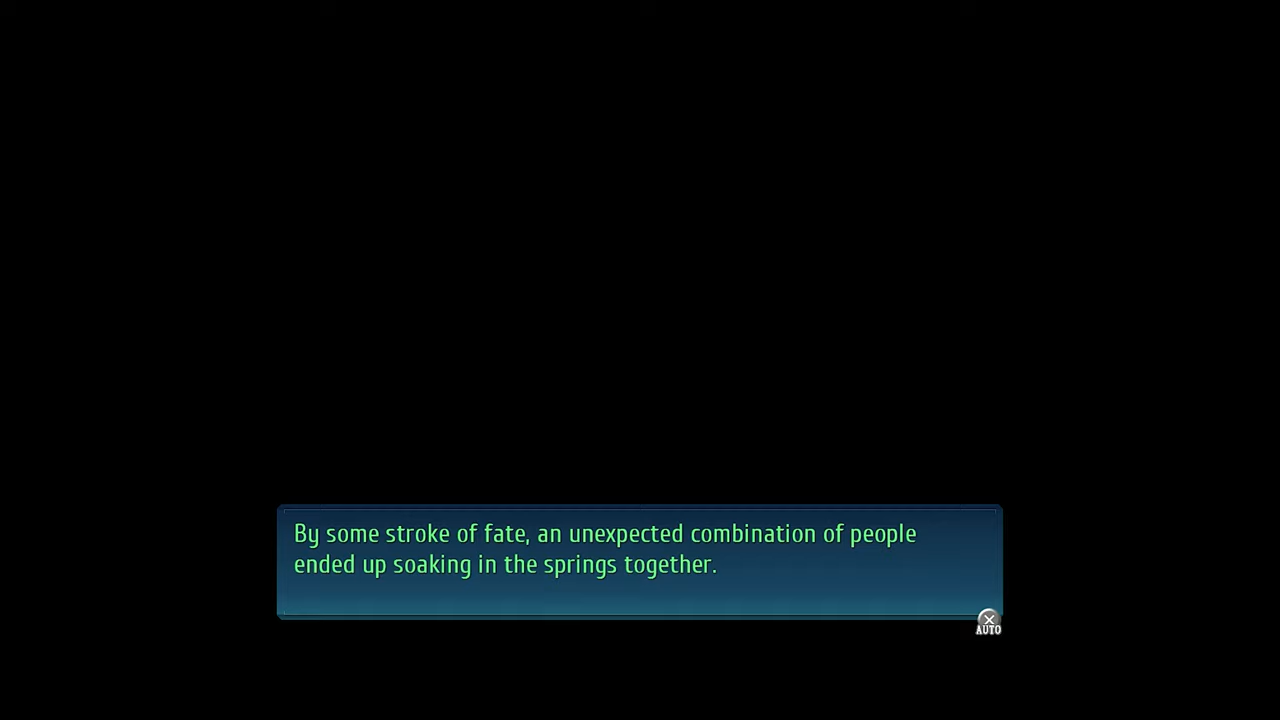 By some stroke of fate, an unexpected combination of people
ended up soaking in the springs together.
AUTO